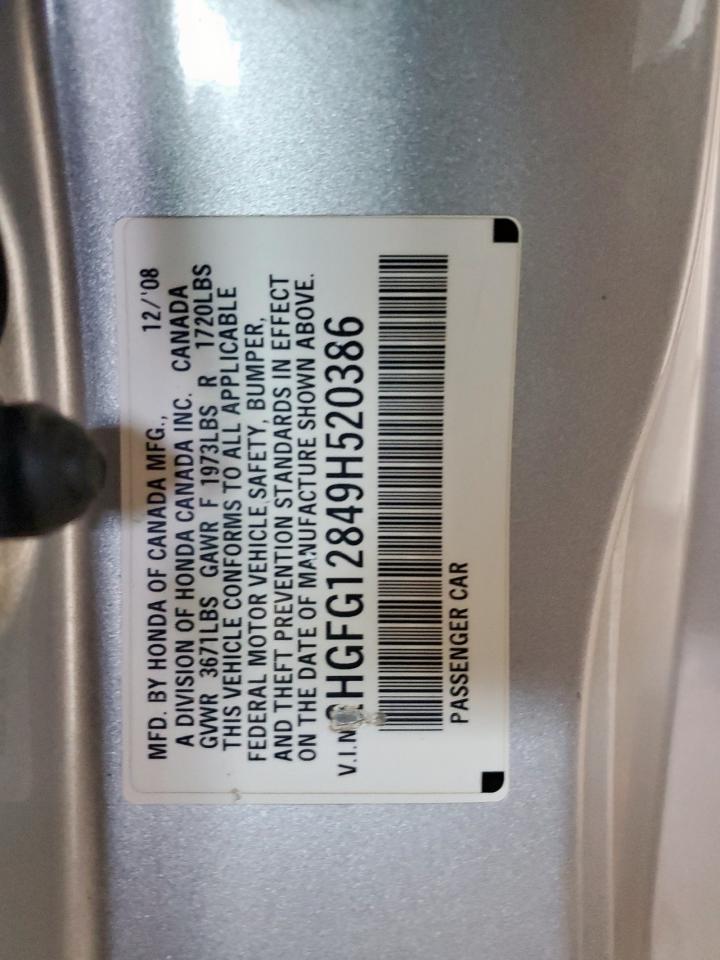 MFD. BY HONDA OF CANADA MFG., 12/'08
A DIVISION OF HONDA CANADA INC. CANADA
GVWR 3671LBS GAWR F 1973LBS R 1720LBS
THIS VEHICLE CONFORMS TO ALL APPLICABLE
FEDERAL MOTOR VEHICLE SAFETY, BUMPER,
AND THEFT PREVENTION STANDARDS IN EFFECT
ON THE DATE OF MANUFACTURE SHOWN ABOVE.
V.I.N HGFG12849H520386
PASSENGER CAR